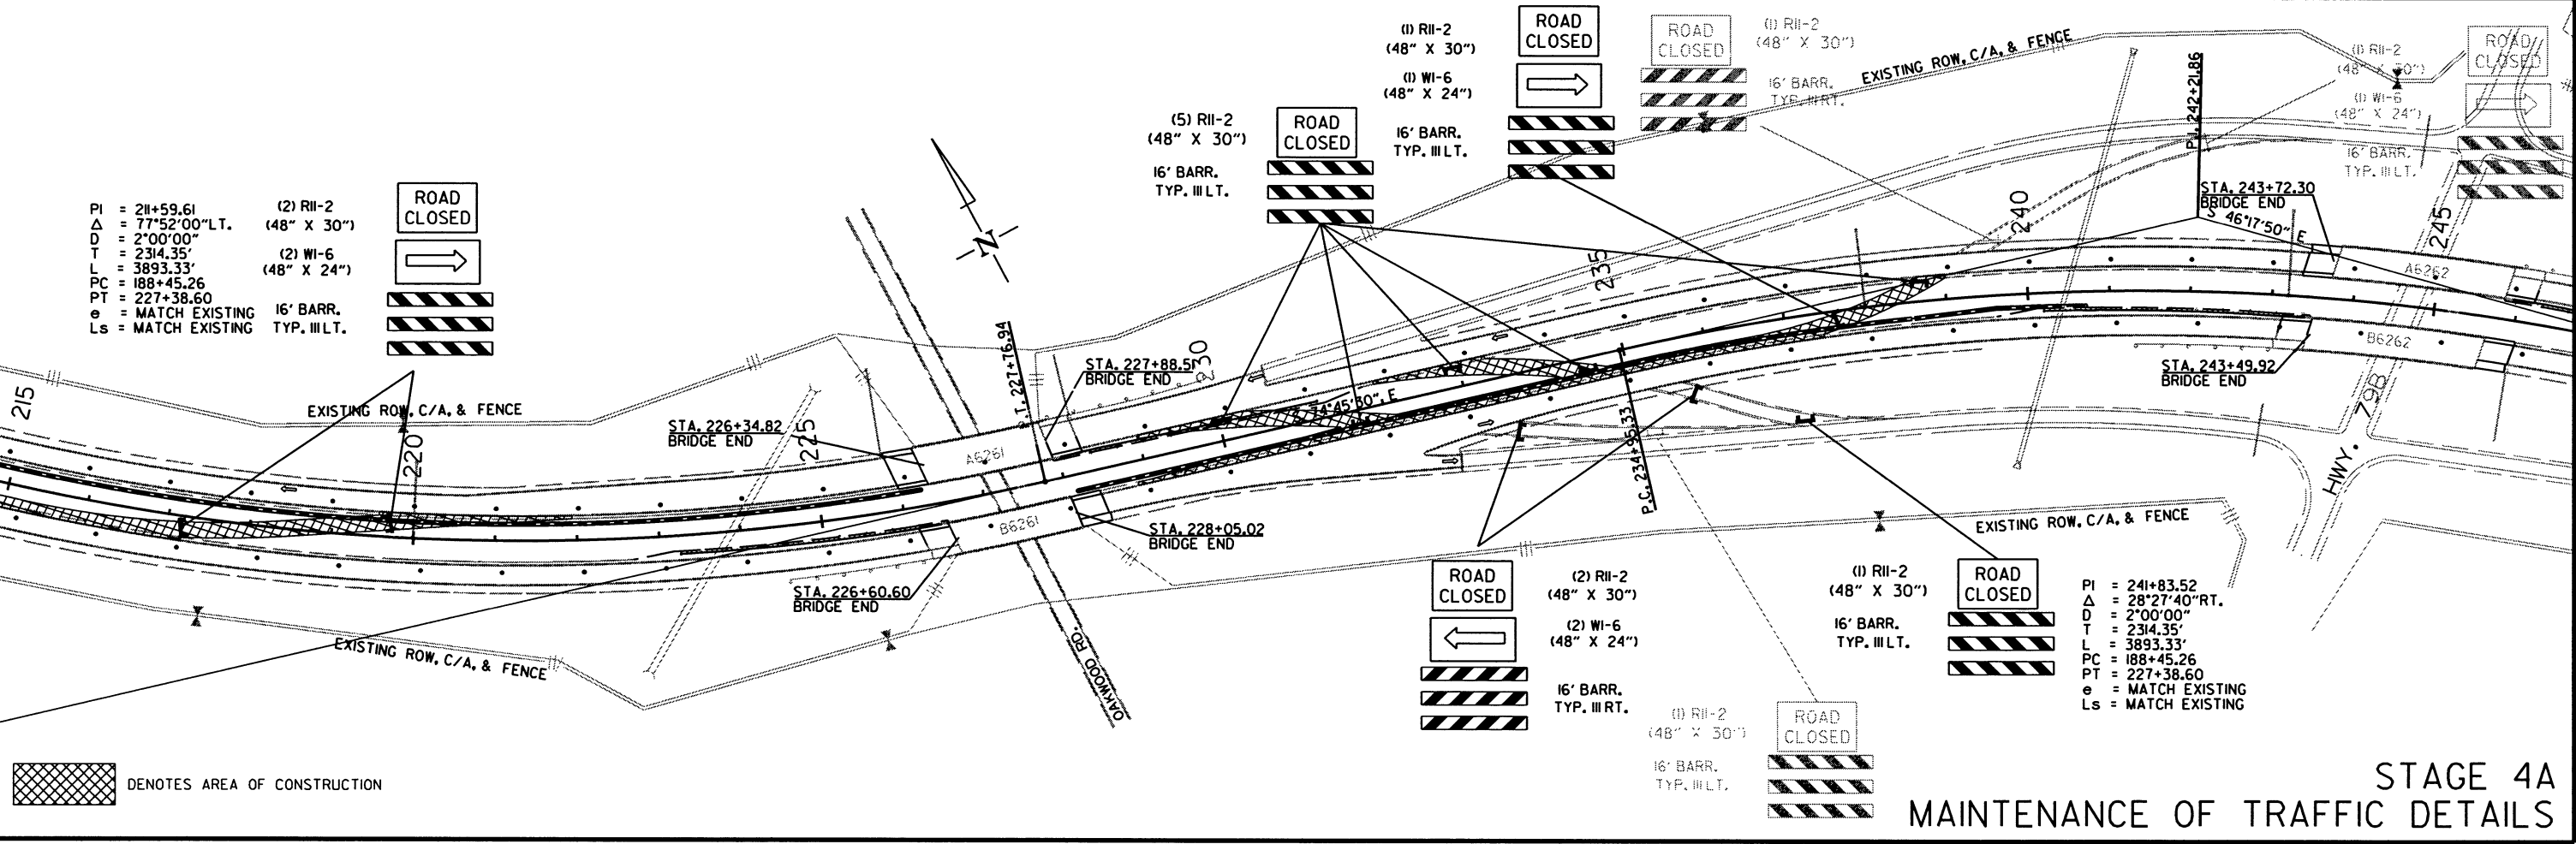 PI = 211+59.61
Δ = 77°52'00"LT.
D = 2°00'00"
T = 2314.35'
L = 3893.33'
PC = 188+45.26
PT = 227+38.60
e = MATCH EXISTING
Ls = MATCH EXISTING
(2) R11-2
(48" X 30")
(2) W1-6
(48" X 24")
16' BARR.
TYP. III LT.
ROAD
CLOSED
(5) R11-2
(48" X 30")
16' BARR.
TYP. III LT.
ROAD
CLOSED
(1) R11-2
(48" X 30")
(1) W1-6
(48" X 24")
16' BARR.
TYP. III LT.
ROAD
CLOSED
ROAD
CLOSED
(1) R11-2
(48" X 30")
16' BARR.
TYP. III RT.
EXISTING ROW, C/A, & FENCE
P.I. 242+21.86
(1) R11-2
(48" X 30")
(1) W1-6
(48" X 24")
16' BARR.
TYP. III LT.
ROAD
CLOSED
STA. 243+72.30
BRIDGE END
S 46°17'50" E
215
220
225
230
235
240
245
EXISTING ROW, C/A, & FENCE
STA. 226+34.82
BRIDGE END
P.T. 227+76.94
STA. 227+88.51
BRIDGE END
N
A6261
B6261
74°45'30" E
A6262
B6262
STA. 243+49.92
BRIDGE END
STA. 228+05.02
BRIDGE END
STA. 226+60.60
BRIDGE END
P.C. 234+95.33
HWY. 79B
OAKWOOD RD.
EXISTING ROW, C/A, & FENCE
EXISTING ROW, C/A, & FENCE
ROAD
CLOSED
(2) R11-2
(48" X 30")
(2) W1-6
(48" X 24")
16' BARR.
TYP. III RT.
(1) R11-2
(48" X 30")
16' BARR.
TYP. III LT.
ROAD
CLOSED
(1) R11-2
(48" X 30")
16' BARR.
TYP. III LT.
ROAD
CLOSED
PI = 241+83.52
Δ = 28°27'40"RT.
D = 2°00'00"
T = 2314.35'
L = 3893.33'
PC = 188+45.26
PT = 227+38.60
e = MATCH EXISTING
Ls = MATCH EXISTING
DENOTES AREA OF CONSTRUCTION
STAGE 4A
MAINTENANCE OF TRAFFIC DETAILS